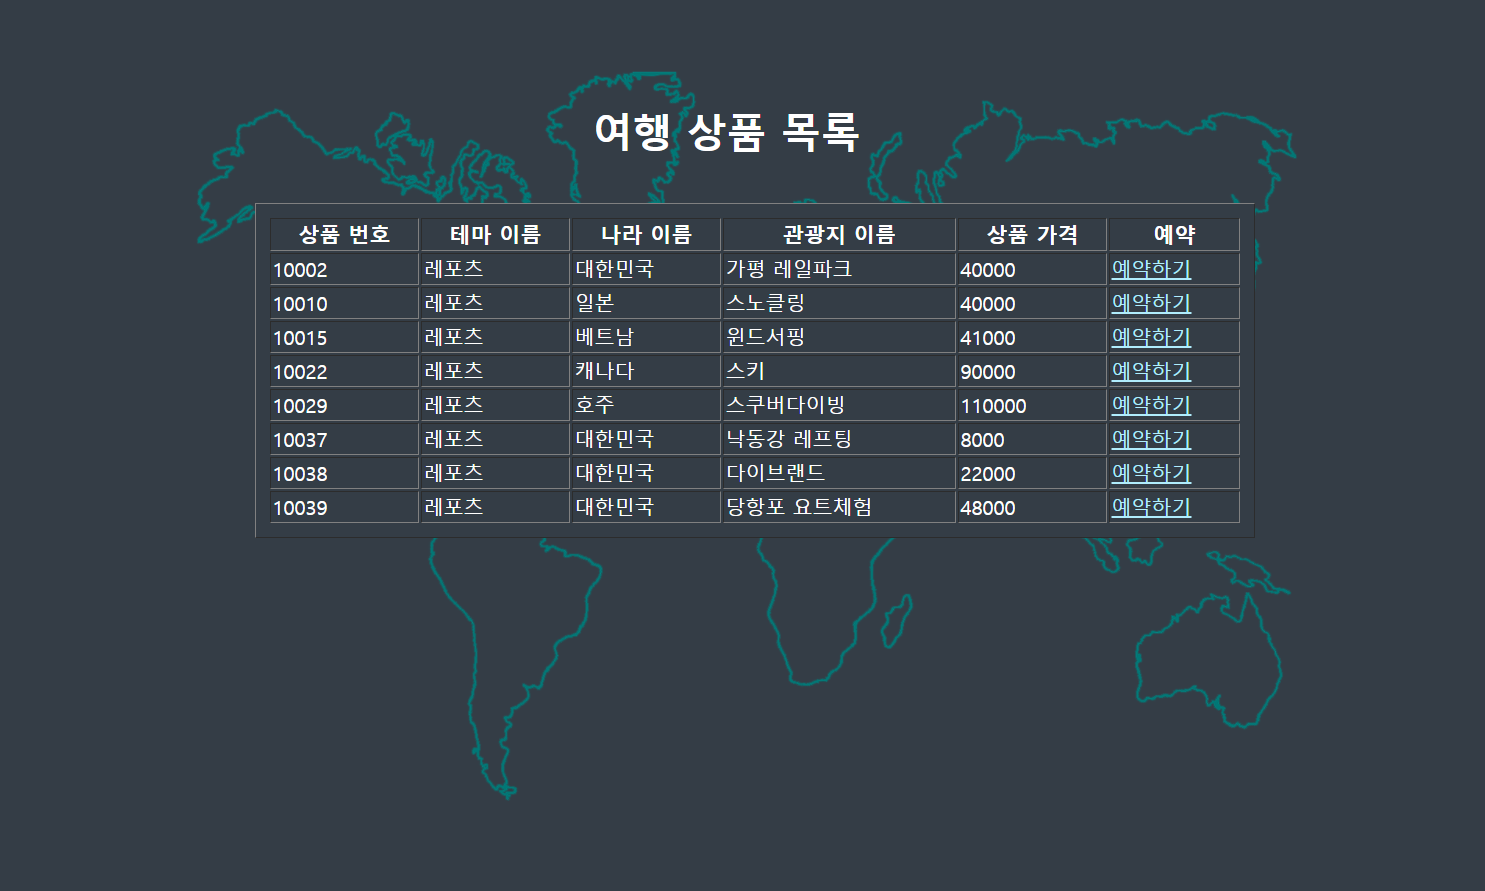 여행 상품 목록
상품 번호 테마 이름 나라 이름 관광지 이름 상품 가격 예약
10002 레포츠 대한민국 가평 레일파크 40000 예약하기
10010 레포츠 일본 스노클링 40000 예약하기
10015 레포츠 베트남 윈드서핑 41000 예약하기
10022 레포츠 캐나다 스키 90000 예약하기
10029 레포츠 호주 스쿠버다이빙 110000 예약하기
10037 레포츠 대한민국 낙동강 레프팅 8000 예약하기
10038 레포츠 대한민국 다이브랜드 22000 예약하기
10039 레포츠 대한민국 당항포 요트체험 48000 예약하기